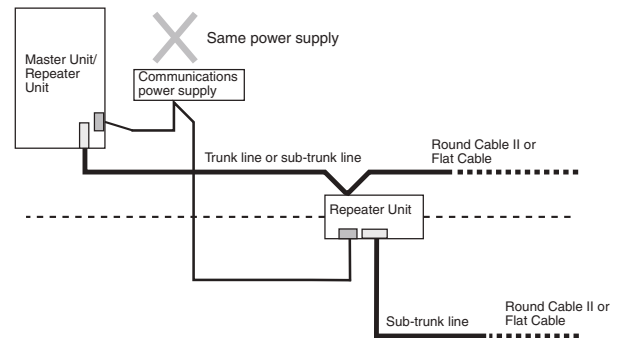 Same power supply
Master Unit/
Repeater
Unit
Communications
power supply
Trunk line or sub-trunk line
Round Cable II or
Flat Cable
Repeater Unit
Sub-trunk line
Round Cable II or
Flat Cable